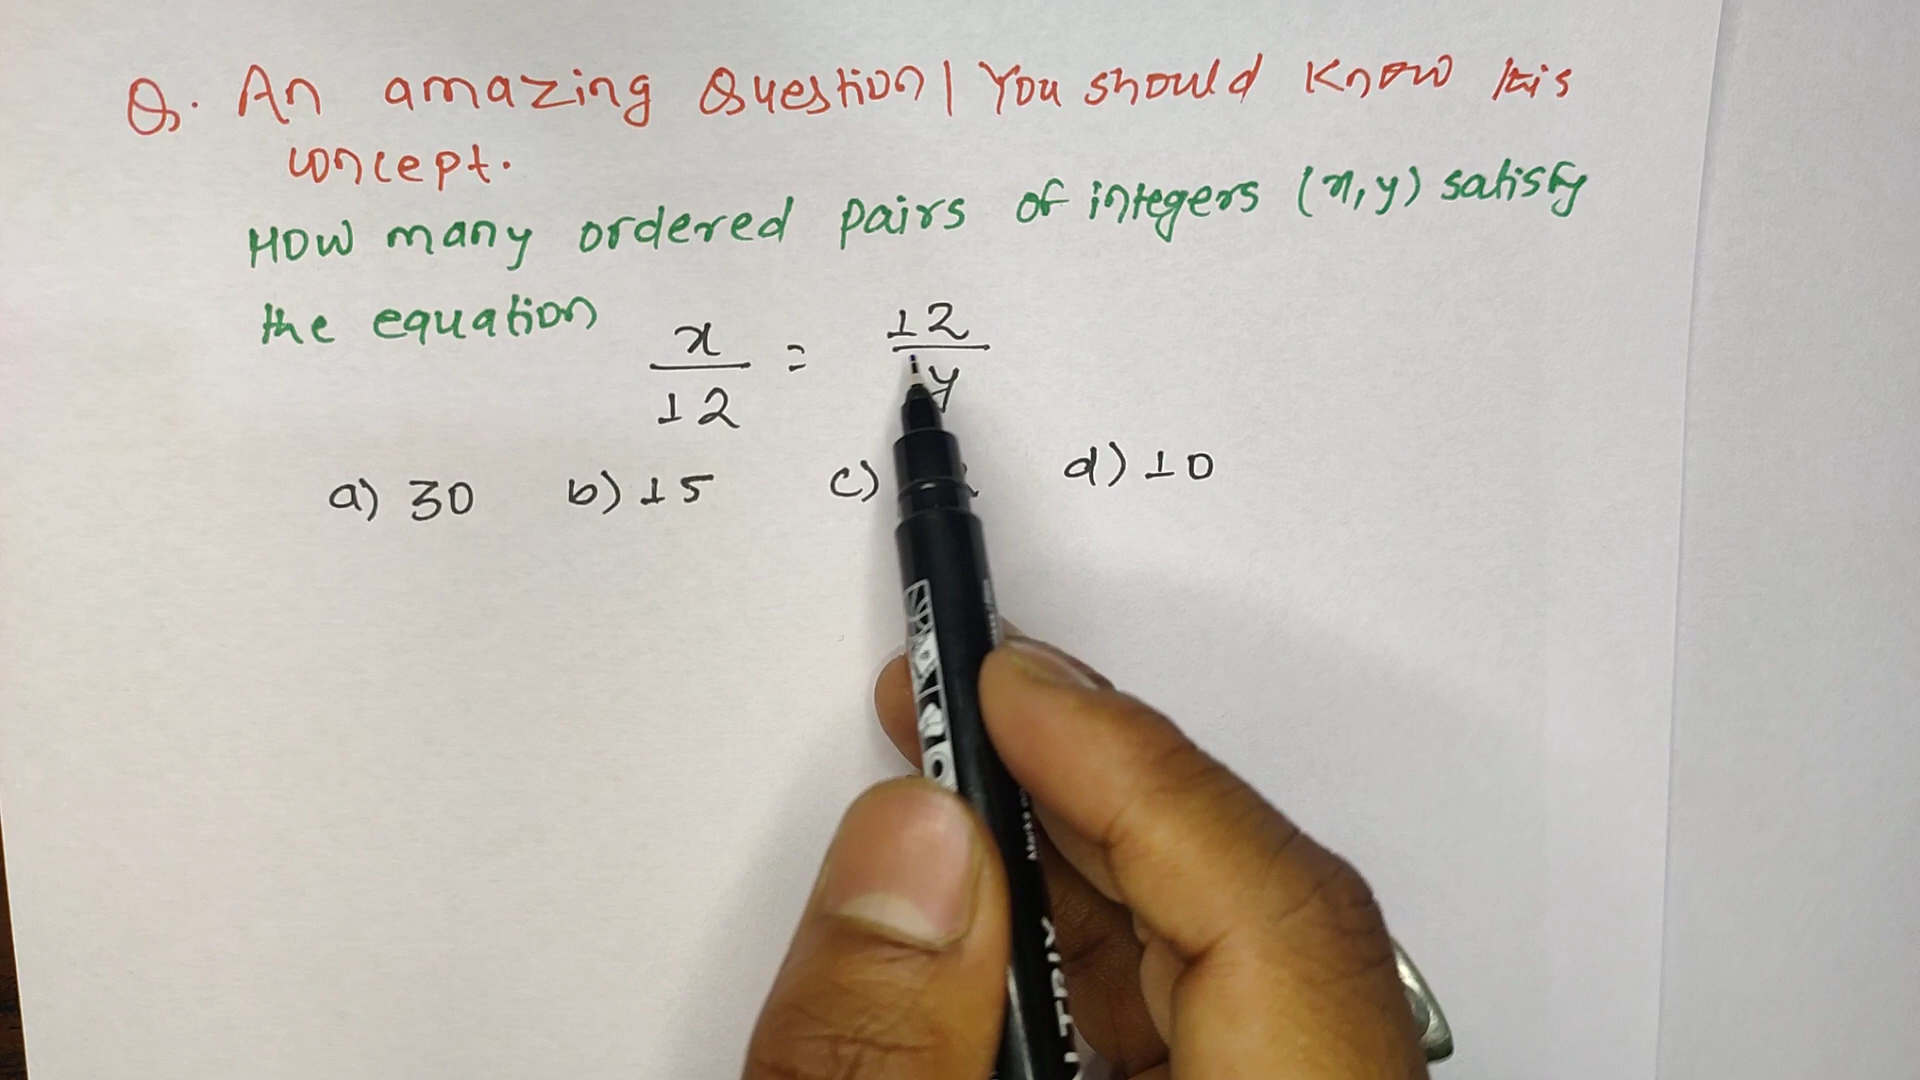 Q. An amazing Question | You should Know this
concept.
How many ordered pairs of integers (x,y) satisfy
the equation x/12 = 12/y
a) 30 b) 15 c) d) 10